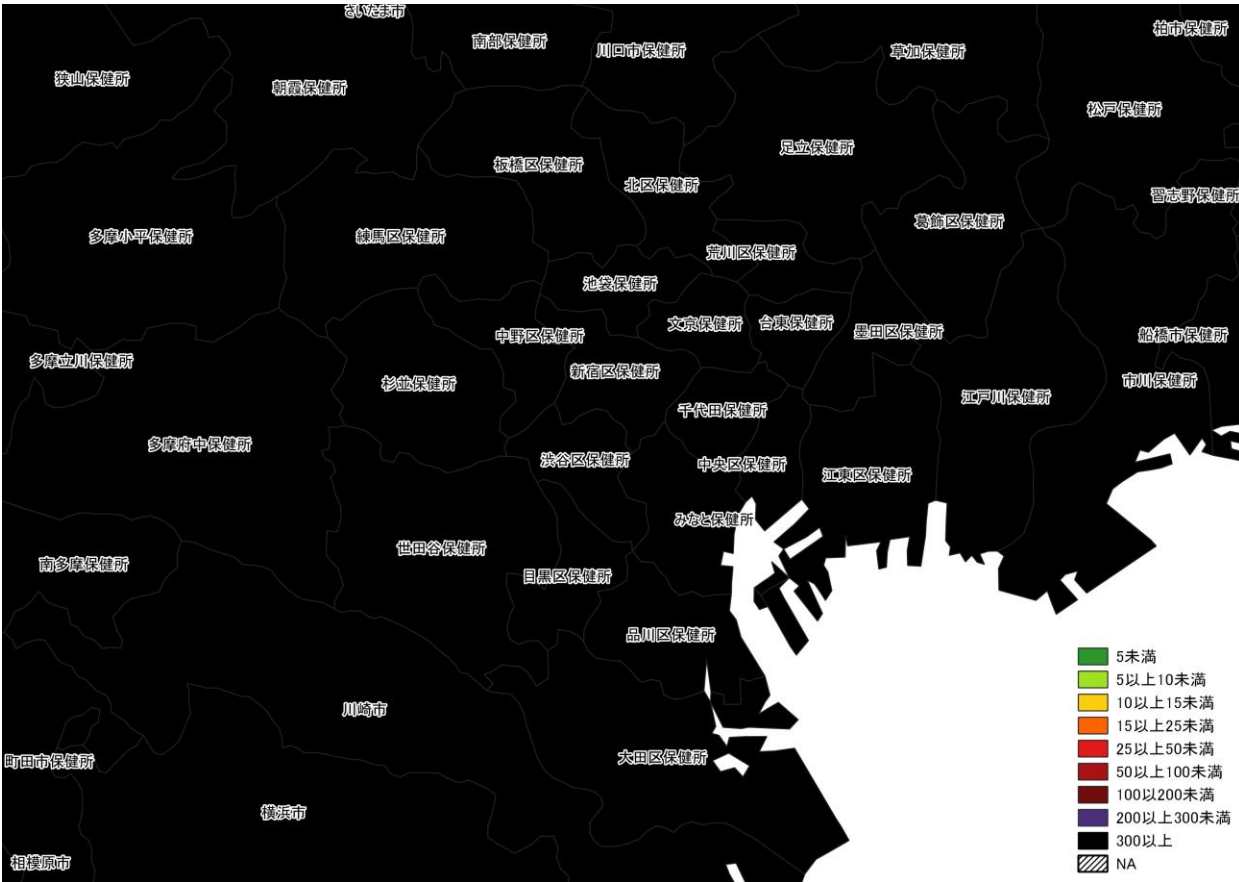 さいたま市
柏市保健所
南部保健所
川口市保健所
草加保健所
狭山保健所
朝霞保健所
松戸保健所
足立保健所
板橋区保健所
北区保健所
習志野保健所
葛飾区保健所
多摩小平保健所
練馬区保健所
荒川区保健所
池袋保健所
文京保健所
台東保健所
墨田区保健所
中野区保健所
船橋市保健所
多摩立川保健所
新宿区保健所
杉並保健所
市川保健所
江戸川保健所
千代田保健所
多摩府中保健所
渋谷区保健所
中央区保健所
江東区保健所
みなと保健所
世田谷保健所
南多摩保健所
目黒区保健所
品川区保健所
川崎市
大田区保健所
町田市保健所
横浜市
相模原市
5未満
5以上10未満
10以上15未満
15以上25未満
25以上50未満
50以上100未満
100以200未満
200以上300未満
300以上
NA